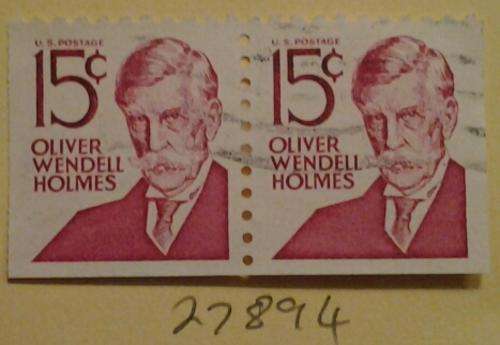 U.S. POSTAGE
15¢
OLIVER
WENDELL
HOLMES
U.S. POSTAGE
15¢
OLIVER
WENDELL
HOLMES
27894